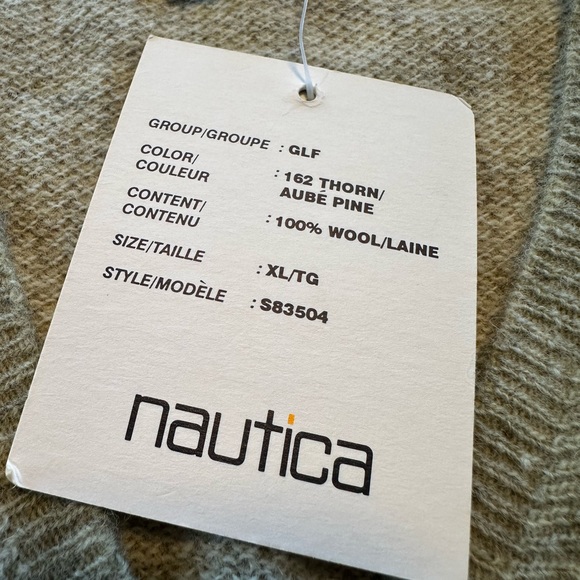 GROUP/GROUPE : GLF
COLOR/ : 162 THORN/
COULEUR AUBÉ PINE
CONTENT/ : 100% WOOL/LAINE
CONTENU
SIZE/TAILLE : XL/TG
STYLE/MODÈLE : S83504
nautica